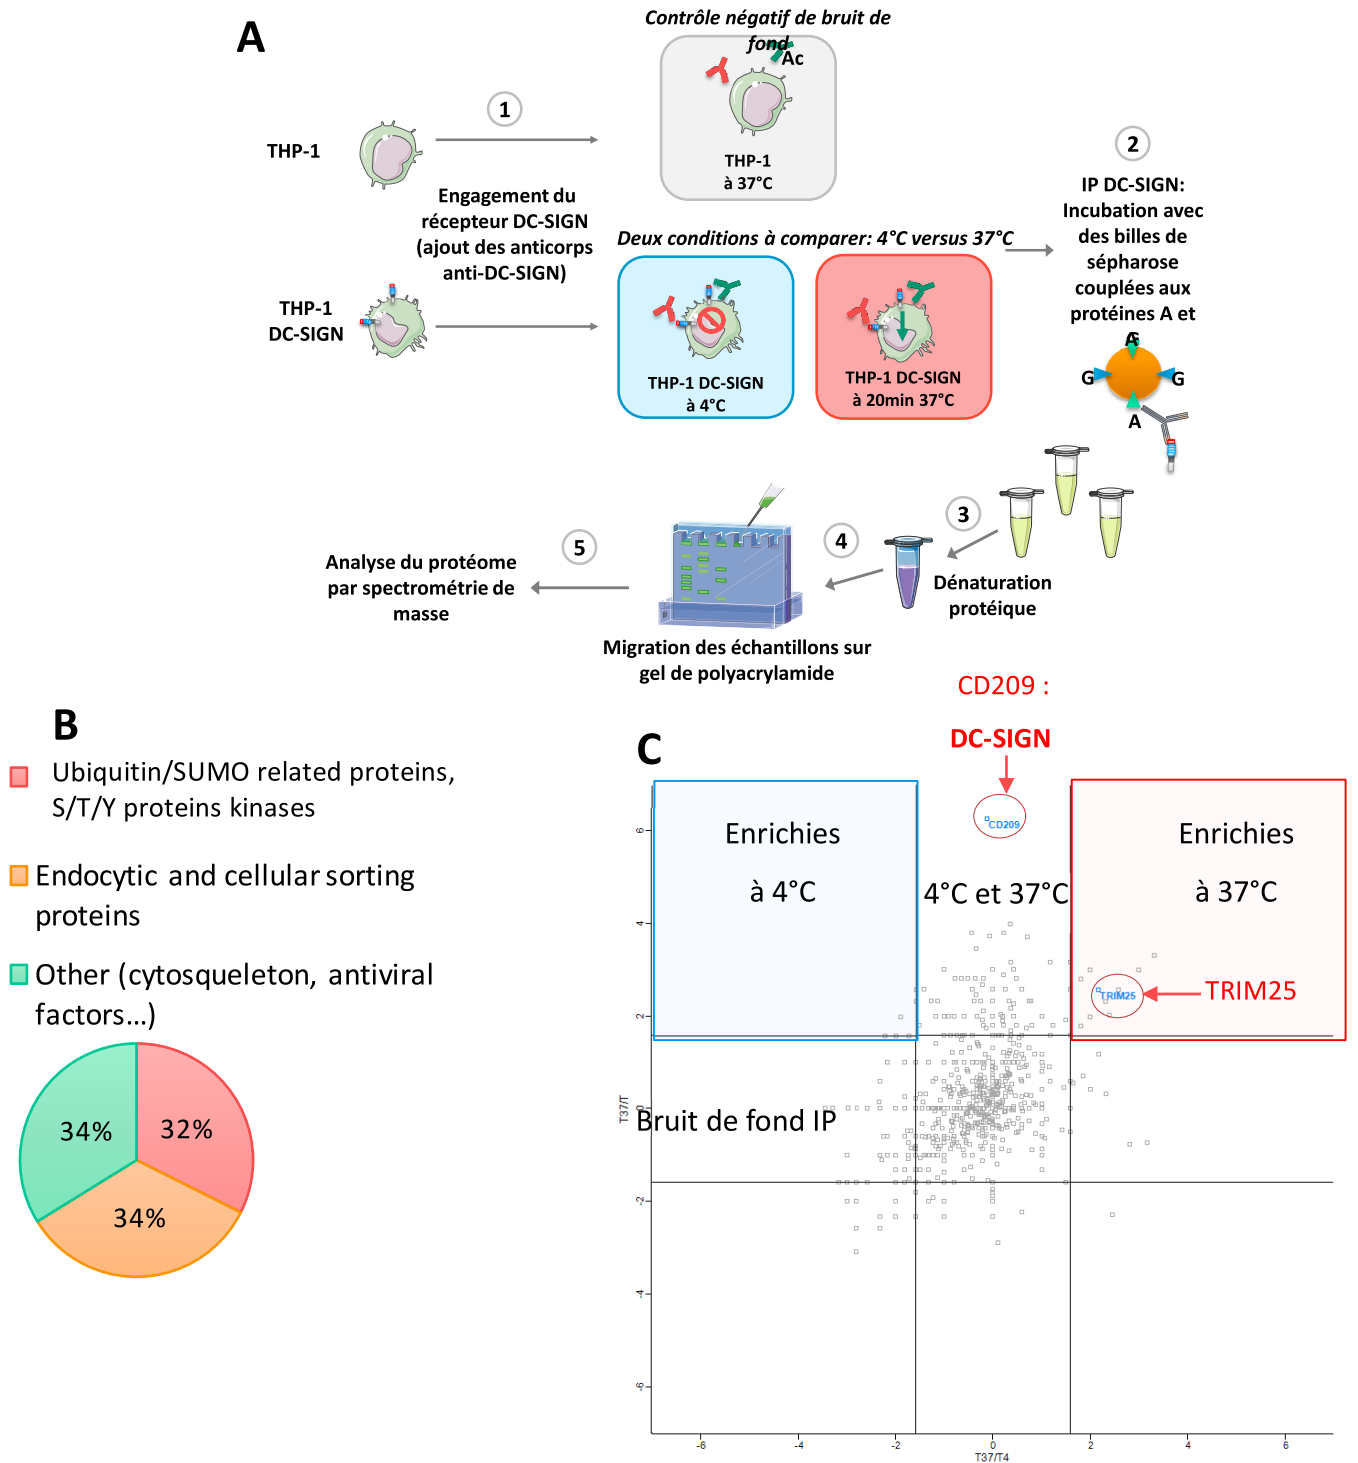 A
Contrôle négatif de bruit de
fond
Ac
THP-1
à 37°C
1
THP-1
Engagement du
récepteur DC-SIGN
(ajout des anticorps
anti-DC-SIGN)
THP-1
DC-SIGN
Deux conditions à comparer: 4°C versus 37°C
THP-1 DC-SIGN
à 4°C
THP-1 DC-SIGN
à 20min 37°C
2
IP DC-SIGN:
Incubation avec
des billes de
sépharose
couplées aux
protéines A et
G
A
G
G
A
3
Dénaturation
protéique
4
Migration des échantillons sur
gel de polyacrylamide
5
Analyse du protéome
par spectrométrie de
masse
B
Ubiquitin/SUMO related proteins,
S/T/Y proteins kinases
Endocytic and cellular sorting
proteins
Other (cytosqueleton, antiviral
factors...)
34%
32%
34%
C
CD209 :
DC-SIGN
CD209
Enrichies
à 4°C
4°C et 37°C
Enrichies
à 37°C
TRIM25
TRIM25
Bruit de fond IP
T37/T
6
4
2
0
-2
-4
-6
-6
-4
-2
0
2
4
6
T37/T4